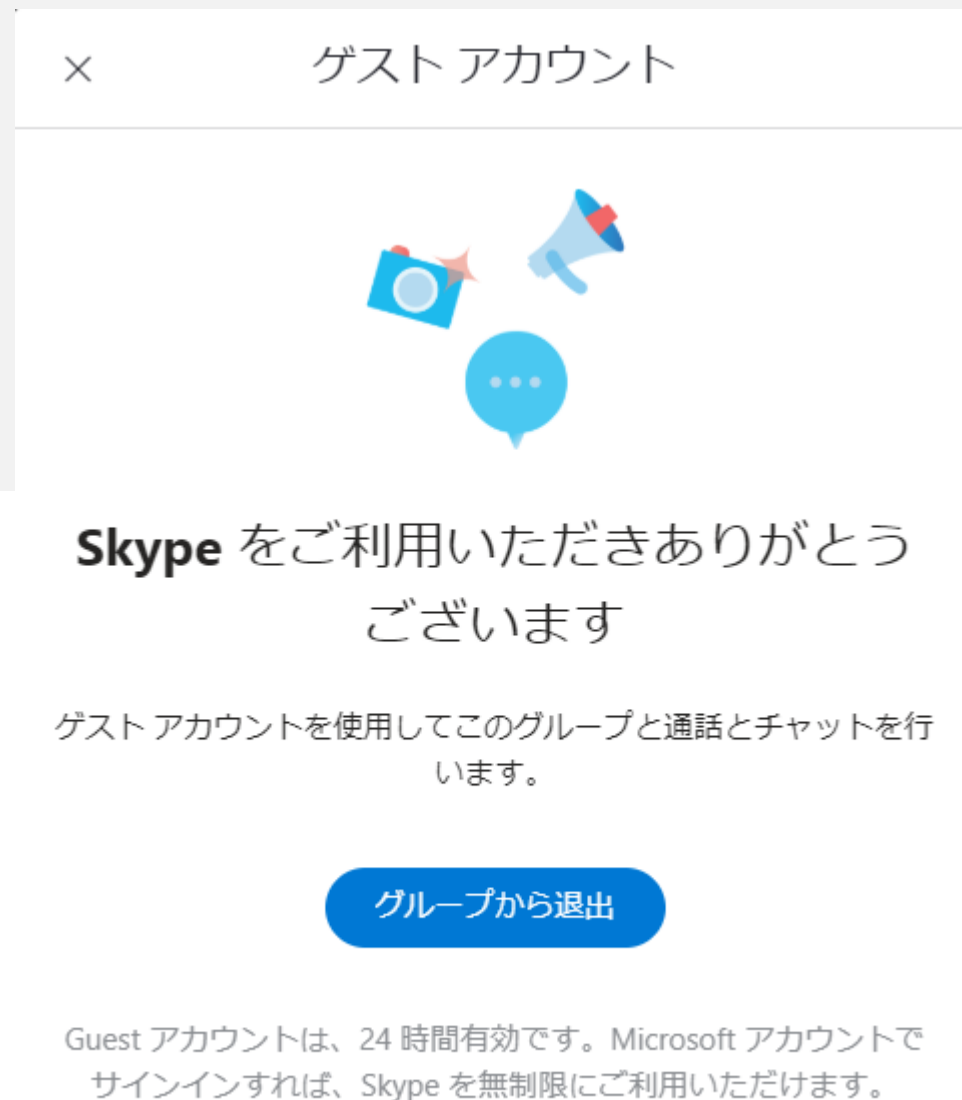 ゲスト アカウント
Skype をご利用いただきありがとう
ございます
ゲスト アカウントを使用してこのグループと通話とチャットを行
います。
グループから退出
Guest アカウントは、24 時間有効です。Microsoft アカウントで
サインインすれば、Skype を無制限にご利用いただけます。